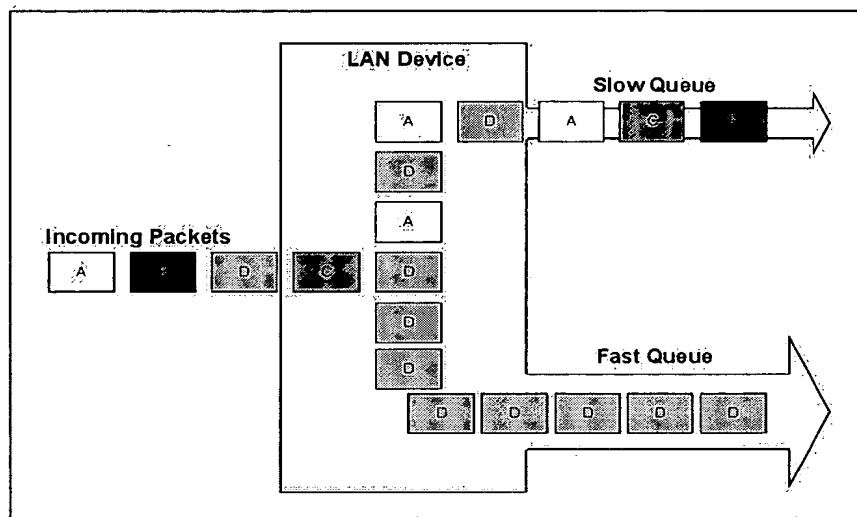 LAN Device
Slow Queue
A D A C
D
A
Incoming Packets
A D C D
D
Fast Queue
D
D D D D D